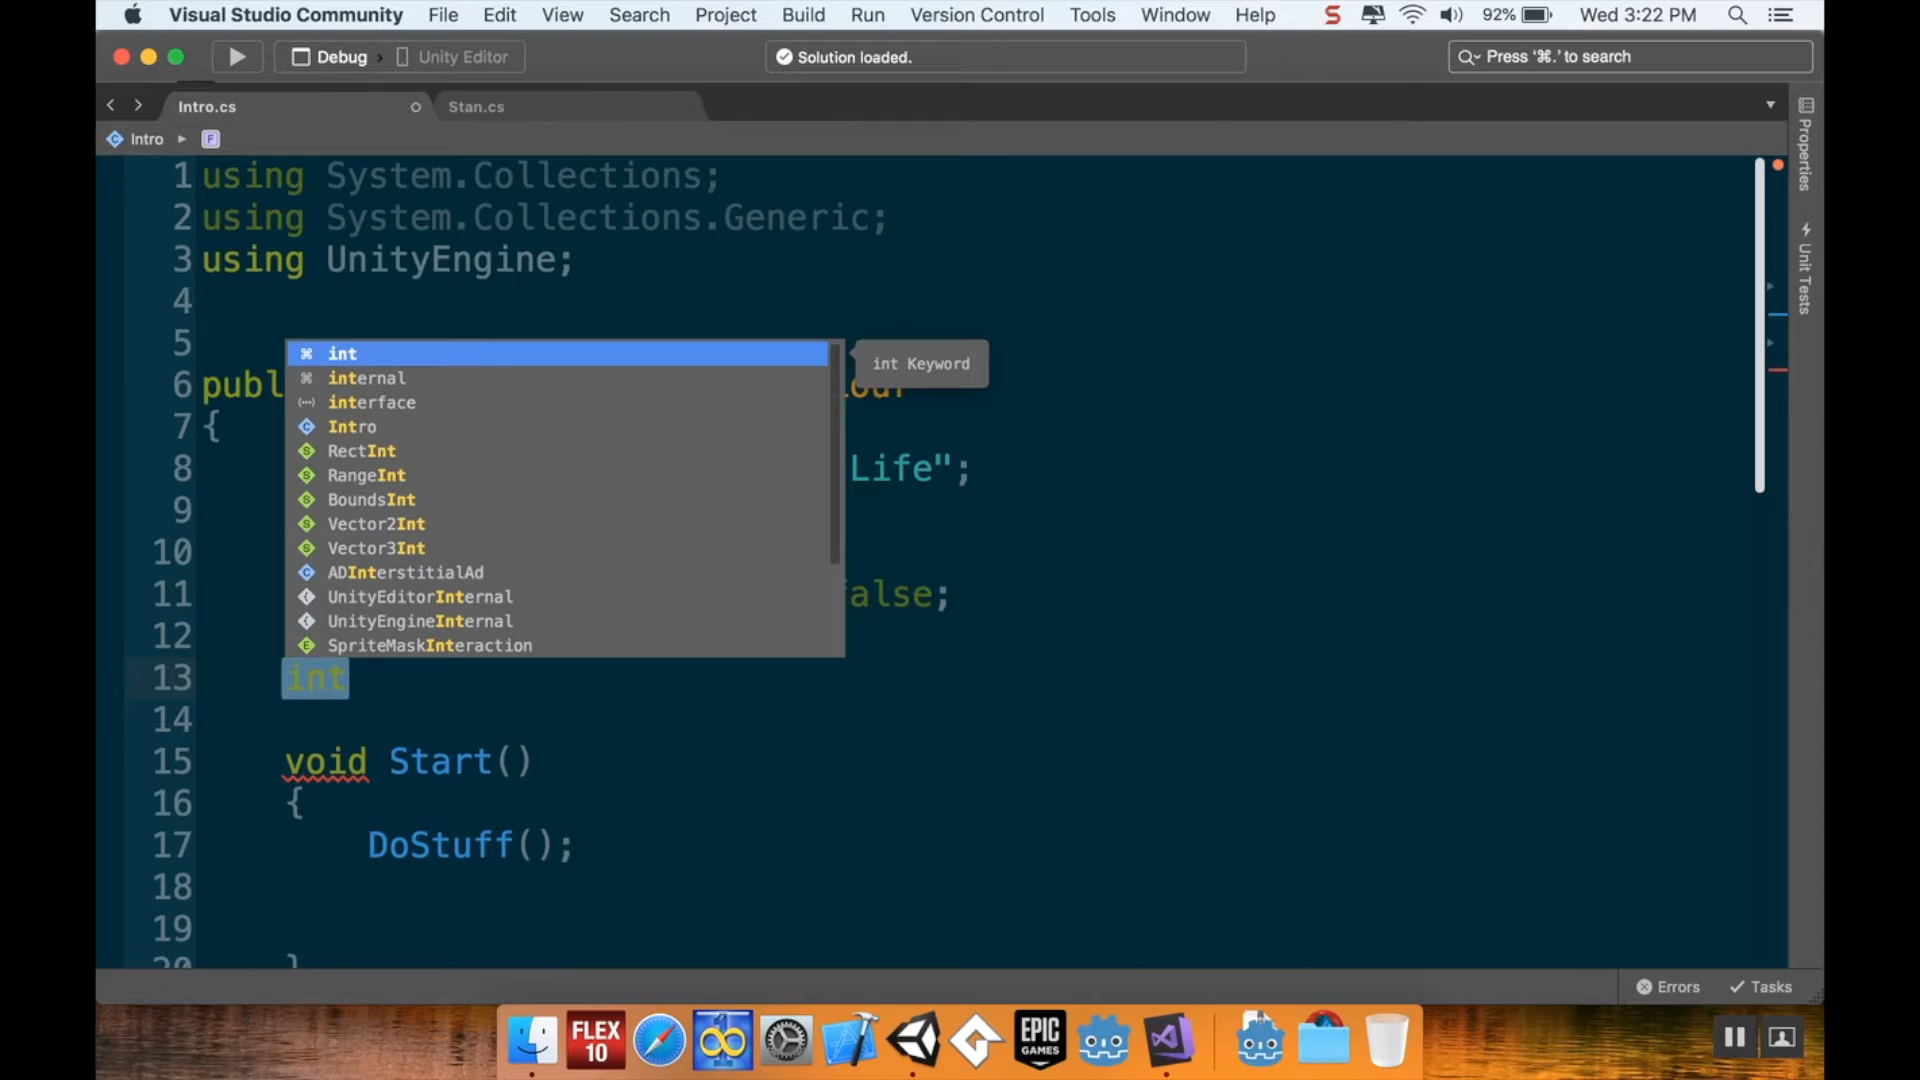 Visual Studio Community File Edit View Search Project Build Run Version Control Tools Window Help S 92% Wed 3:22 PM
Debug Unity Editor Solution loaded. Press '⌘.' to search
Intro.cs Stan.cs
Intro F
Properties
Unit Tests
1 using System.Collections;
2 using System.Collections.Generic;
3 using UnityEngine;
4
5
6 publ
7 {
8 Life";
9
10
11 alse;
12
13 int
14
15 void Start()
16 {
17 DoStuff();
18
19
20 }
int
internal
interface
Intro
RectInt
RangeInt
BoundsInt
Vector2Int
Vector3Int
ADInterstitialAd
UnityEditorInternal
UnityEngineInternal
SpriteMaskInteraction
int Keyword
Errors Tasks
FLEX
10
EPIC
GAMES